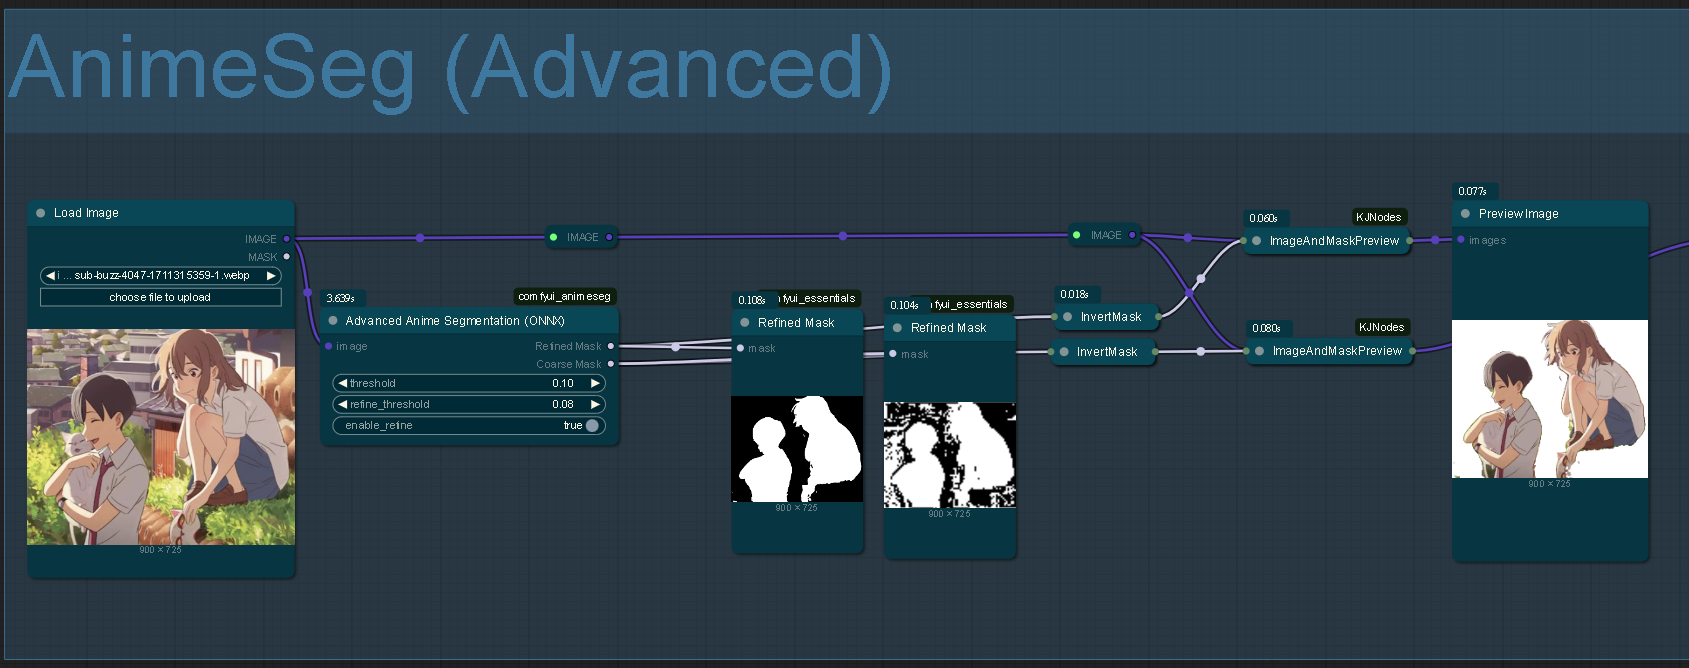 AnimeSeg (Advanced)
0.077s
Load Image
Preview Image
0.060s
KJNodes
IMAGE
IMAGE
IMAGE
ImageAndMaskPreview
images
MASK
i ... sub-buzz-4047-1711315359-1.webp
choose file to upload
3.639s
comfyui_animeseg
0.108s
fyui_essentials
0.104s
fyui_essentials
0.018s
Advanced Anime Segmentation (ONNX)
Refined Mask
Refined Mask
InvertMask
0.080s
KJNodes
image
Refined Mask
mask
mask
InvertMask
ImageAndMaskPreview
Coarse Mask
threshold 0.10
refine_threshold 0.08
enable_refine true
900 × 725
900 × 725
900 × 725
900 × 725